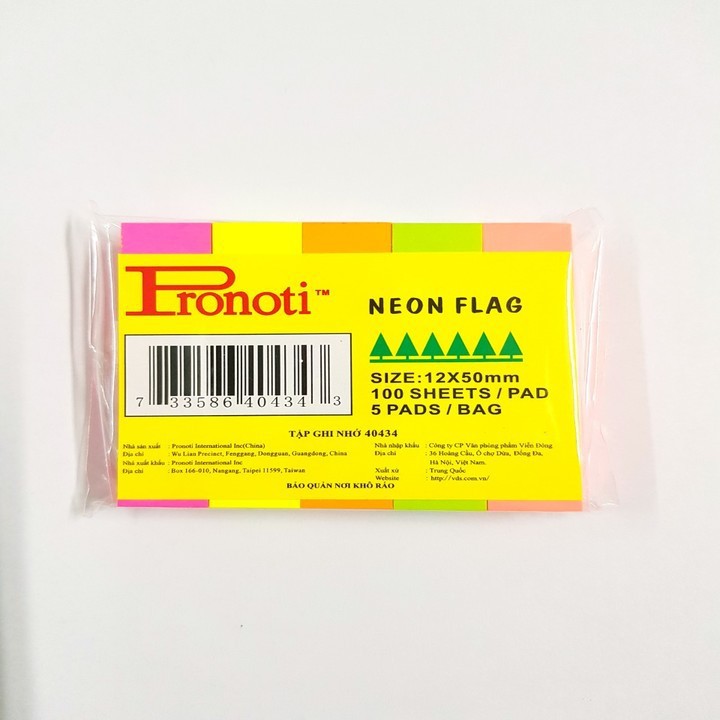 Pronoti™
NEON FLAG
SIZE:12X50mm
100 SHEETS / PAD
5 PADS / BAG
7 33586 40434 3
TẬP GHI NHỚ 40434
Nhà sản xuất : Pronoti International Inc(China)
Địa chỉ : Wu Lian Precinct, Fenggang, Dongguan, Guangdong, China
Nhà xuất khẩu : Pronoti International Inc
Địa chỉ : Box 166-010, Nangang, Taipei 11599, Taiwan
Nhà nhập khẩu : Công ty CP Văn phòng phẩm Viễn Đông.
Địa chỉ : 36 Hoàng Cầu, Ô chợ Dừa, Đống Đa,
Hà Nội, Việt Nam.
Xuất xứ : Trung Quốc
Website : http://vds.com.vn/
BẢO QUẢN NƠI KHÔ RÁO